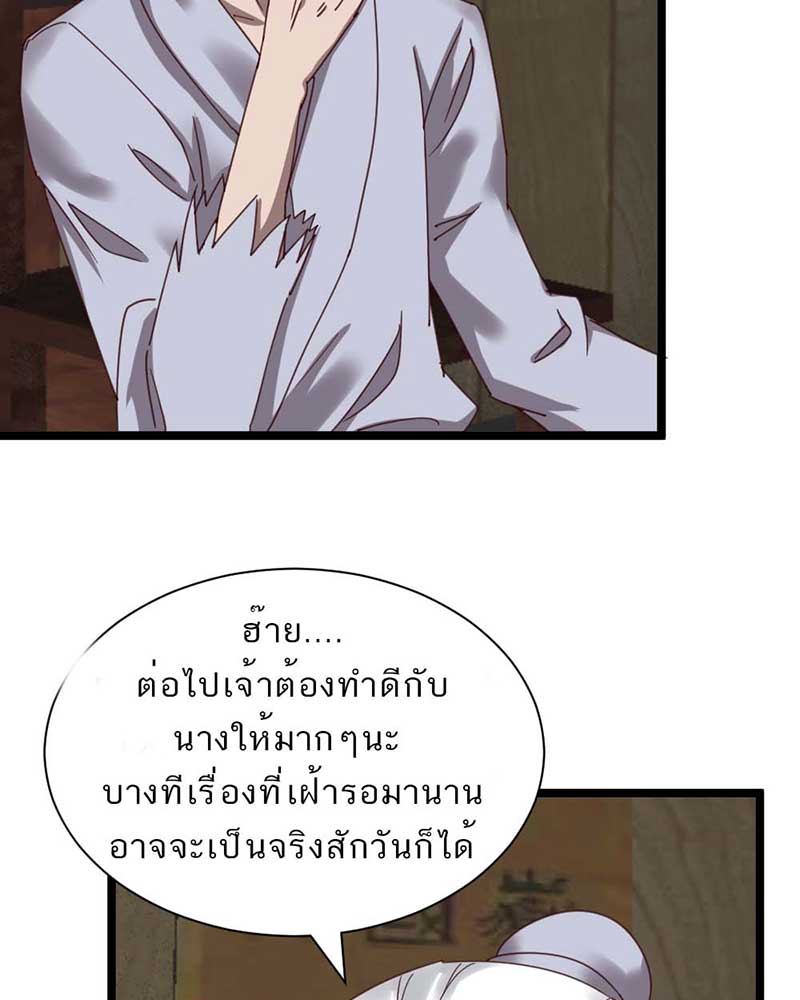 ฮ๊าย....
ต่อไปเจ้าต้องทำดีกับ
นางให้มากๆนะ
บางทีเรื่องที่เฝ้ารอมานาน
อาจจะเป็นจริงสักวันก็ได้